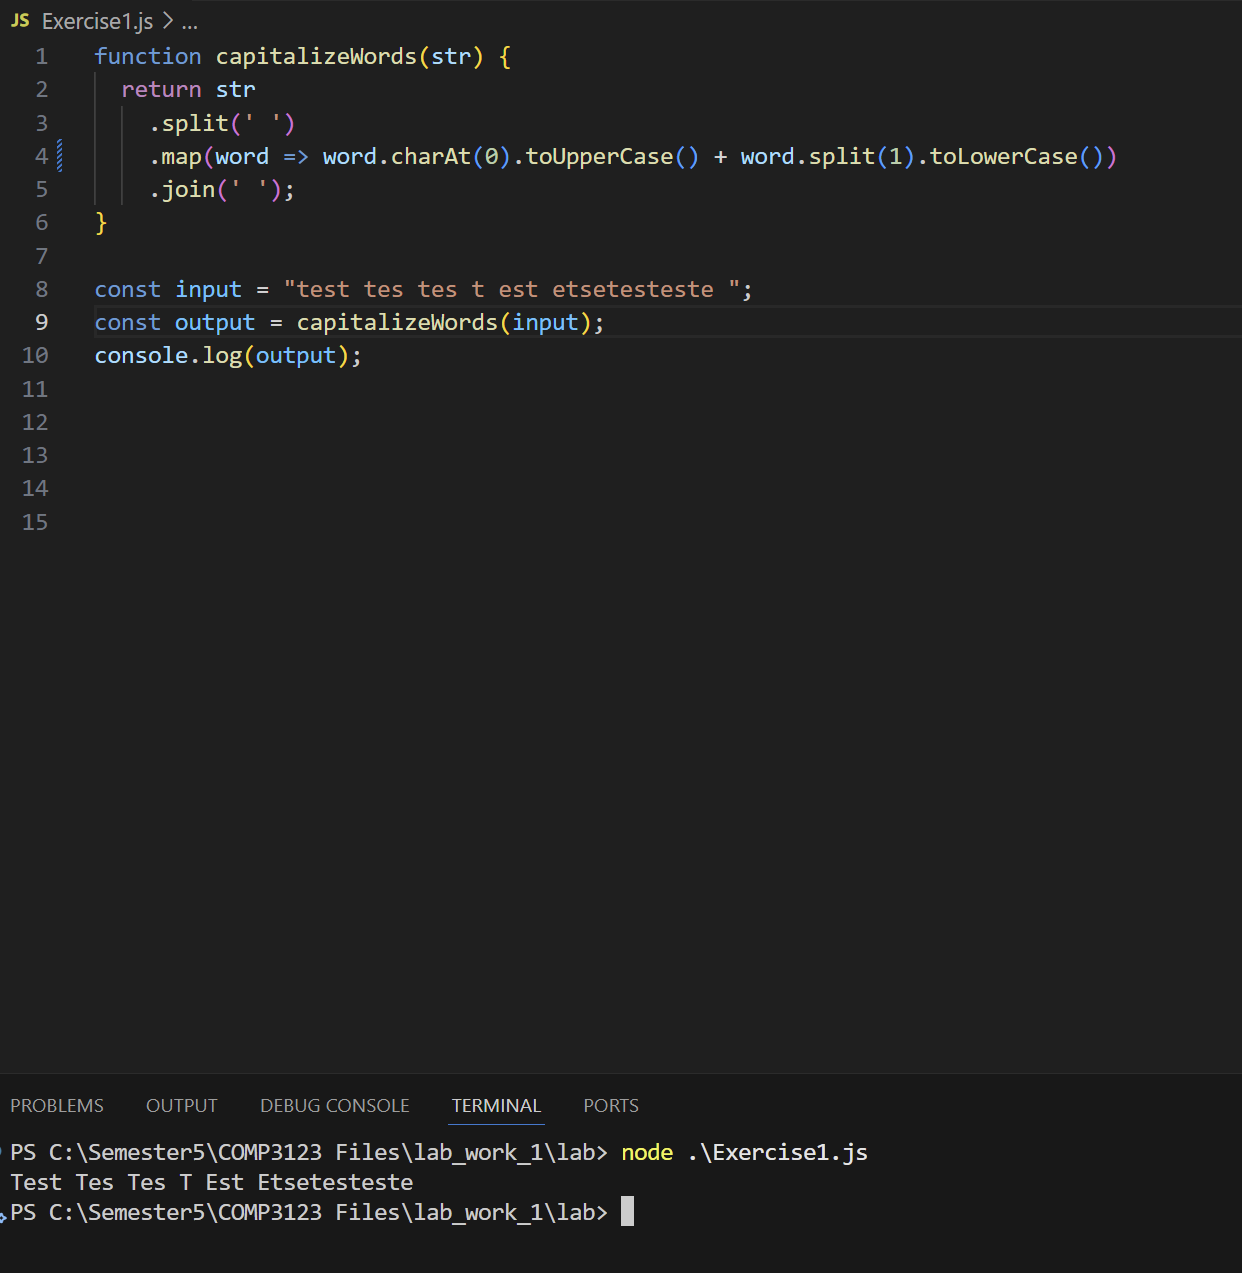 JS Exercise1.js > ...
1 function capitalizeWords(str) {
2 return str
3 .split(' ')
4 .map(word => word.charAt(0).toUpperCase() + word.split(1).toLowerCase())
5 .join(' ');
6 }
7
8 const input = "test tes tes t est etsetesteste ";
9 const output = capitalizeWords(input);
10 console.log(output);
11
12
13
14
15
PROBLEMS OUTPUT DEBUG CONSOLE TERMINAL PORTS
PS C:\Semester5\COMP3123 Files\lab_work_1\lab> node .\Exercise1.js
Test Tes Tes T Est Etsetesteste
PS C:\Semester5\COMP3123 Files\lab_work_1\lab>